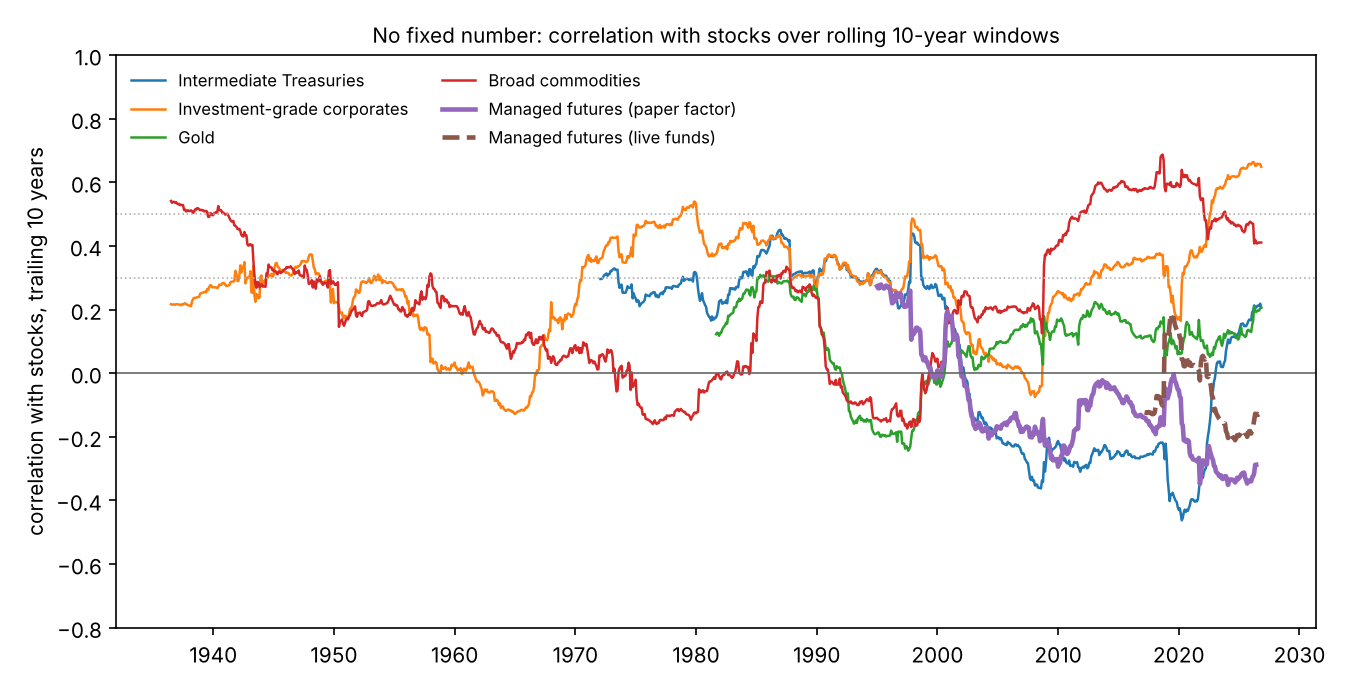 No fixed number: correlation with stocks over rolling 10-year windows
correlation with stocks, trailing 10 years
1.0
0.8
0.6
0.4
0.2
0.0
−0.2
−0.4
−0.6
−0.8
Intermediate Treasuries
Investment-grade corporates
Gold
Broad commodities
Managed futures (paper factor)
Managed futures (live funds)
1940 1950 1960 1970 1980 1990 2000 2010 2020 2030